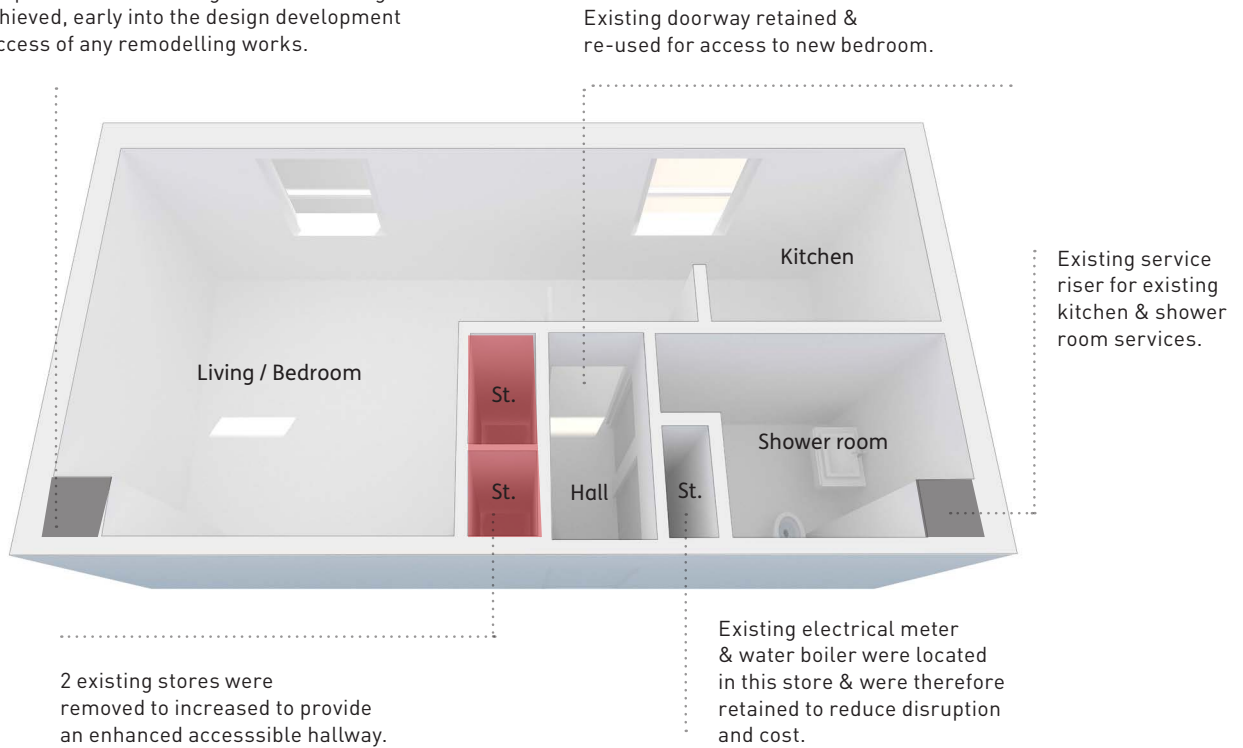 chieved, early into the design development
ccess of any remodelling works.
Existing doorway retained &
re-used for access to new bedroom.
Kitchen
Existing service
riser for existing
kitchen & shower
room services.
Living / Bedroom
St.
Shower room
St.
Hall
St.
2 existing stores were
removed to increased to provide
an enhanced accesssible hallway.
Existing electrical meter
& water boiler were located
in this store & were therefore
retained to reduce disruption
and cost.